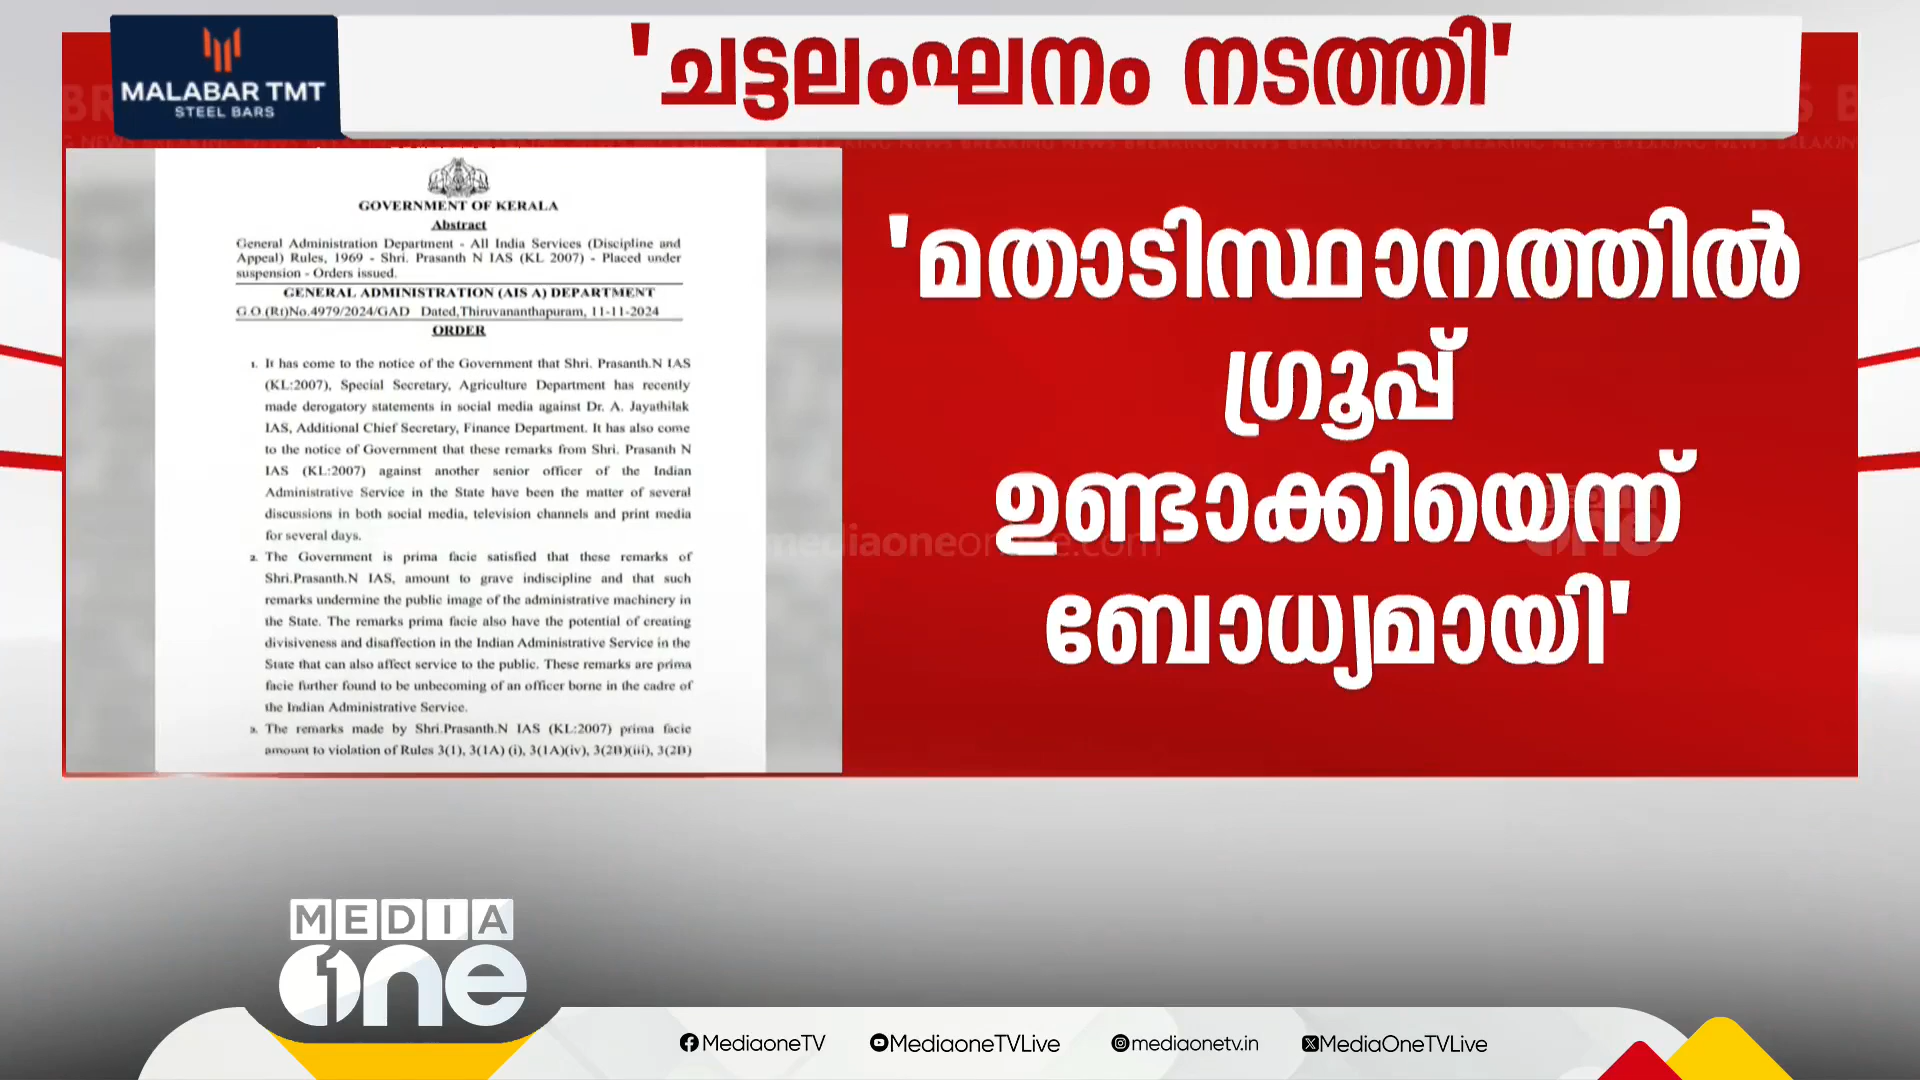 MALABAR TMT
STEEL BARS
'ചട്ടലംഘനം നടത്തി'
GOVERNMENT OF KERALA
Abstract
General Administration Department - All India Services (Discipline and
Appeal) Rules, 1969 - Shri. Prasanth N IAS (KL 2007) - Placed under
suspension - Orders issued.
GENERAL ADMINISTRATION (AIS A) DEPARTMENT
G.O.(Rt)No.4979/2024/GAD Dated,Thiruvananthapuram, 11-11-2024
ORDER
1. It has come to the notice of the Government that Shri. Prasanth.N IAS
(KL:2007), Special Secretary, Agriculture Department has recently
made derogatory statements in social media against Dr. A. Jayathilak
IAS, Additional Chief Secretary, Finance Department. It has also come
to the notice of Government that these remarks from Shri. Prasanth N
IAS (KL:2007) against another senior officer of the Indian
Administrative Service in the State have been the matter of several
discussions in both social media, television channels and print media
for several days.
2. The Government is prima facie satisfied that these remarks of
Shri.Prasanth.N IAS, amount to grave indiscipline and that such
remarks undermine the public image of the administrative machinery in
the State. The remarks prima facie also have the potential of creating
divisiveness and disaffection in the Indian Administrative Service in the
State that can also affect service to the public. These remarks are prima
facie further found to be unbecoming of an officer borne in the cadre of
the Indian Administrative Service.
3. The remarks made by Shri.Prasanth.N IAS (KL:2007) prima facie
amount to violation of Rules 3(1), 3(1A) (i), 3(1A)(iv), 3(2B)(iii), 3(2B)
'മതാടിസ്ഥാനത്തിൽ
ഗ്രൂപ്പ്
ഉണ്ടാക്കിയെന്ന്
ബോധ്യമായി'
mediaoneonline.com
MEDIA
one
MediaoneTV
MediaoneTVLive
mediaonetv.in
MediaOneTVLive